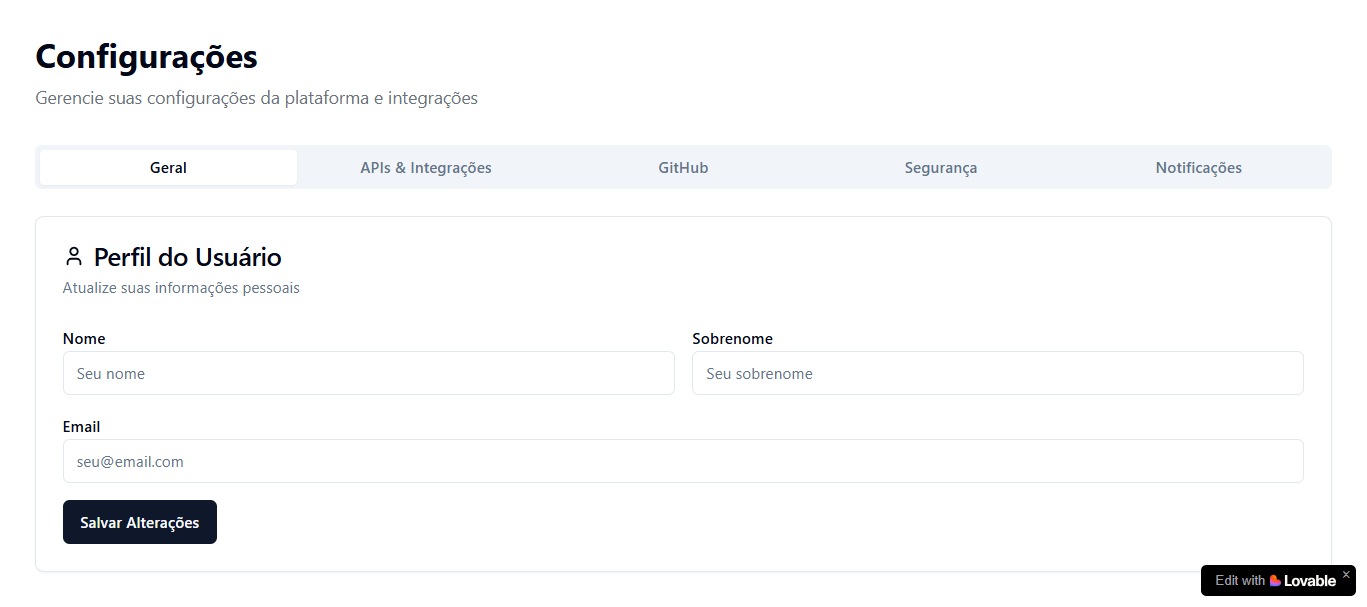 Configurações
Gerencie suas configurações da plataforma e integrações
Geral APIs & Integrações GitHub Segurança Notificações
Perfil do Usuário
Atualize suas informações pessoais
Nome Sobrenome
Seu nome Seu sobrenome
Email
seu@email.com
Salvar Alterações
Edit with Lovable ×